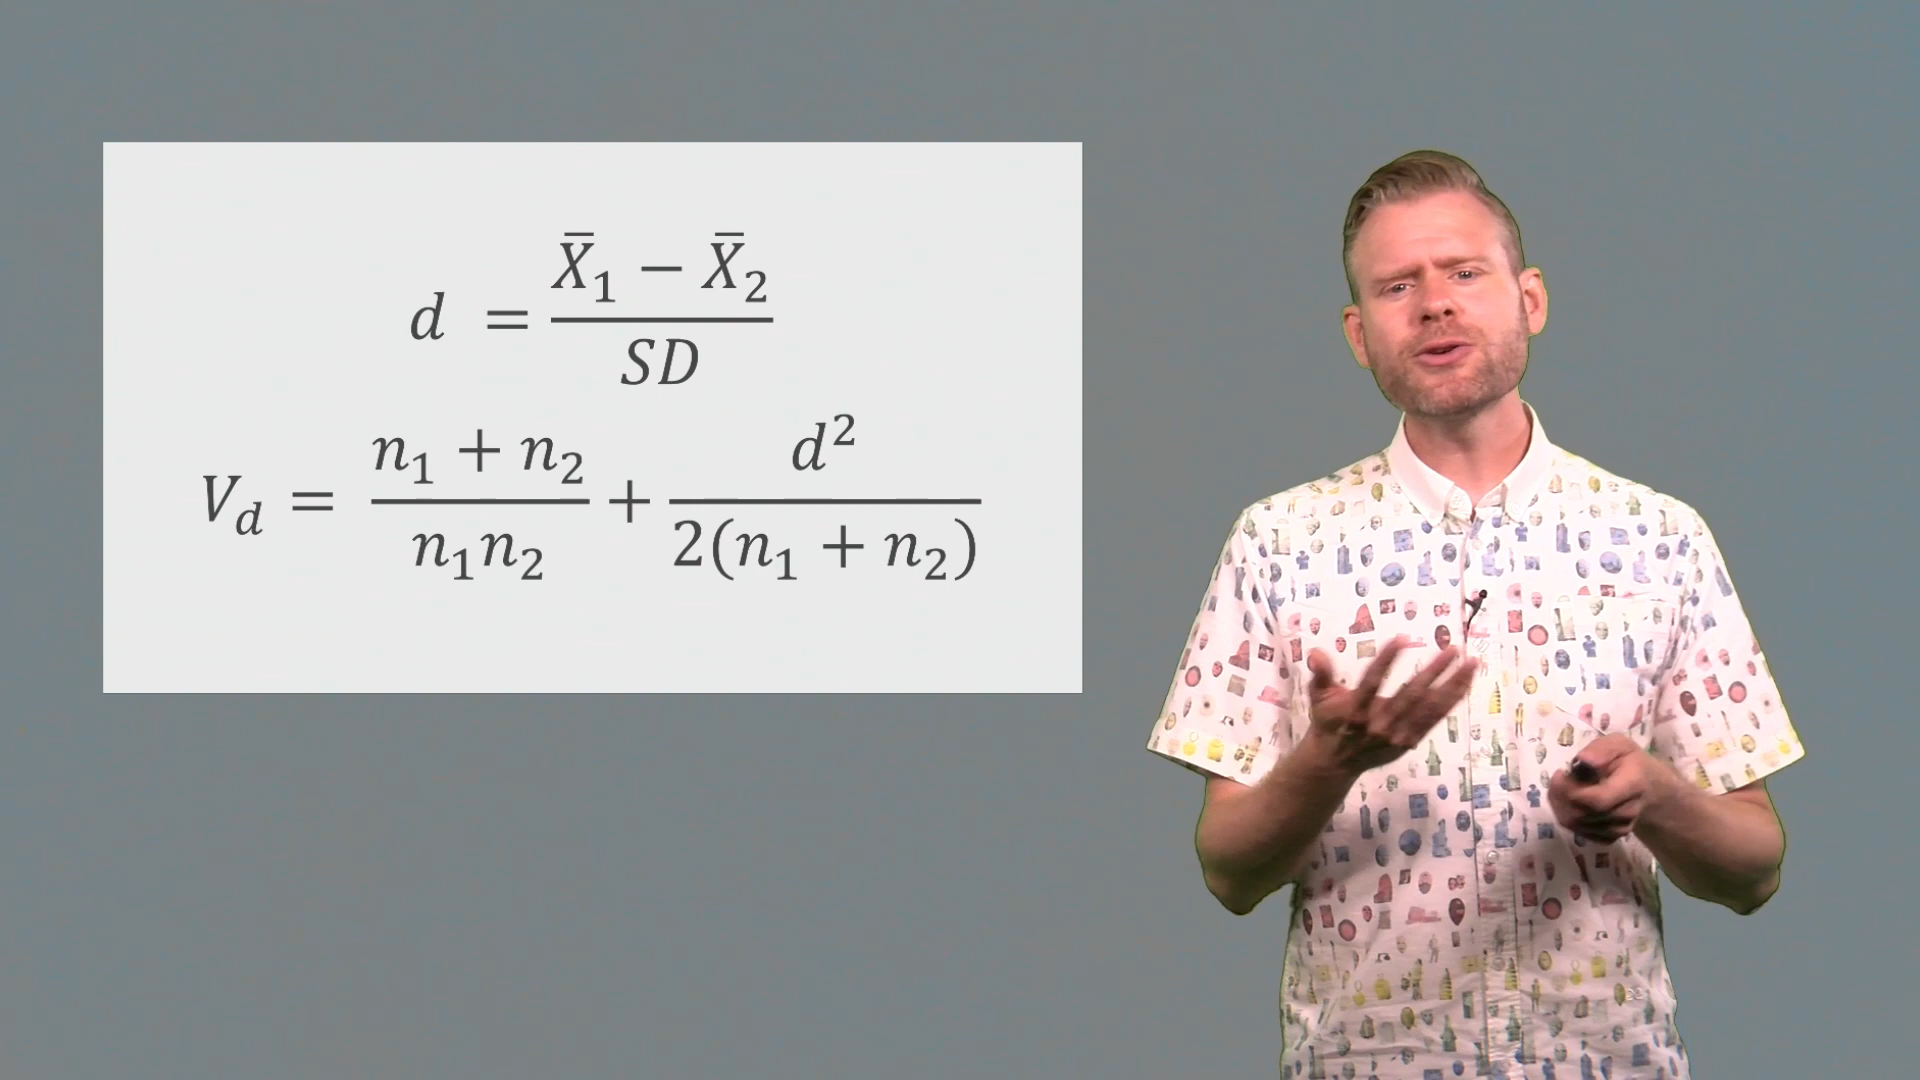 d = (X̄₁ − X̄₂) / SD
V_d = (n₁ + n₂) / (n₁n₂) + d² / (2(n₁ + n₂))